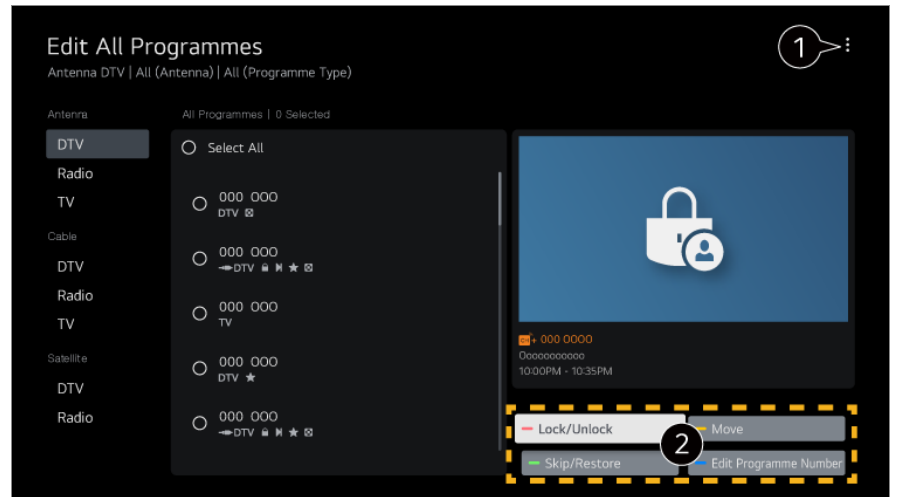 Edit All Programmes
Antenna DTV | All (Antenna) | All (Programme Type)
1
Antenna
DTV
Radio
TV
Cable
DTV
Radio
TV
Satellite
DTV
Radio
All Programmes | 0 Selected
Select All
000 000
DTV
000 000
DTV
000 000
TV
000 000
DTV
000 000
DTV
CH+ 000 0000
Ooooooooooo
10:00PM - 10:35PM
Lock/Unlock
Move
2
Skip/Restore
Edit Programme Number